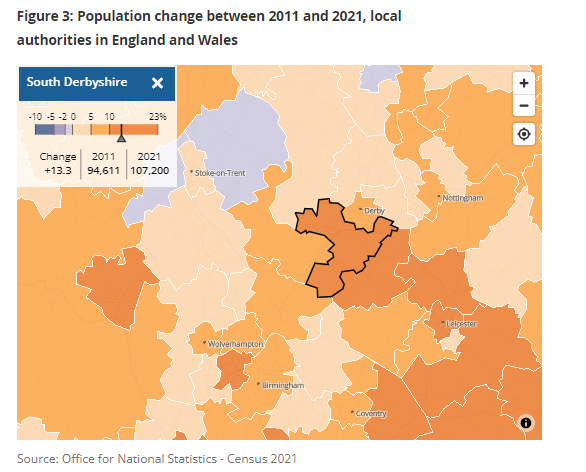 Figure 3: Population change between 2011 and 2021, local
authorities in England and Wales
South Derbyshire ×
-10 -5 -2 0 5 10 23%
Change 2011 2021
+13.3 94,611 107,200
+
−
Stoke-on-Trent
Nottingham
Derby
Leicester
Wolverhampton
Birmingham
Coventry
i
Source: Office for National Statistics - Census 2021